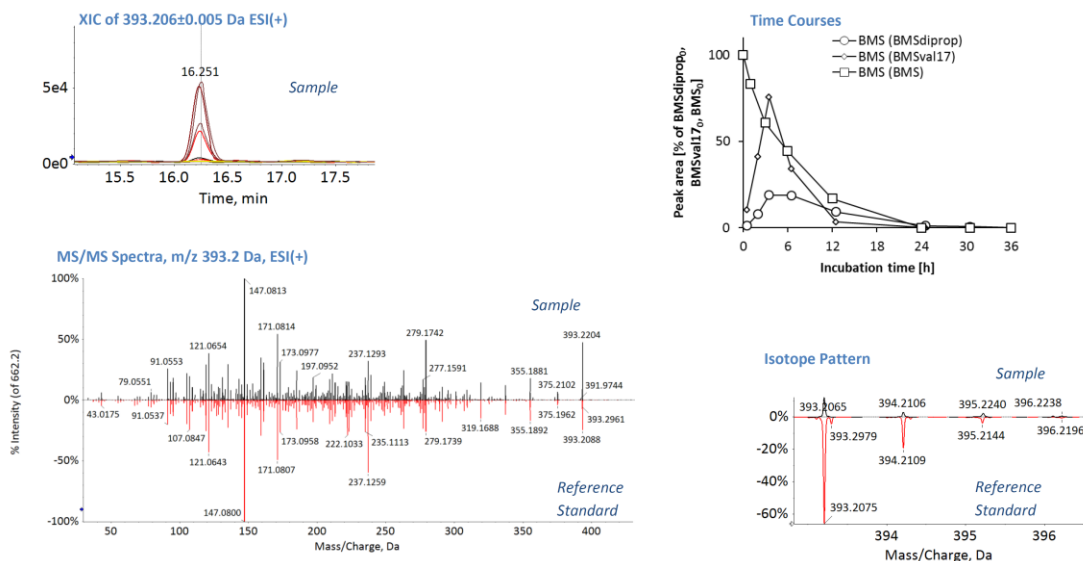 XIC of 393.206±0.005 Da ESI(+)
16.251
Sample
5e4
0e0
15.5 16.0 16.5 17.0 17.5
Time, min
Time Courses
BMS (BMSdiprop)
BMS (BMSval17)
BMS (BMS)
Peak area [% of BMSdiprop₀,
BMSval17₀, BMS₀]
100
50
0
0 6 12 18 24 30 36
Incubation time [h]
MS/MS Spectra, m/z 393.2 Da, ESI(+)
% Intensity (of 662.2)
100%
50%
0%
-50%
-100%
147.0813
Sample
171.0814
279.1742
393.2204
121.0654
173.0977
237.1293
91.0553
197.0952
277.1591
79.0551
355.1881
375.2102
391.9744
43.0175
91.0537
375.1962
393.2961
107.0847
173.0958
222.1033
235.1113
319.1688
355.1892
279.1739
393.2088
121.0643
171.0807
237.1259
147.0800
Reference
Standard
50 100 150 200 250 300 350 400
Mass/Charge, Da
Isotope Pattern
Sample
393.2065
394.2106
395.2240
396.2238
0%
-20%
-40%
-60%
393.2979
395.2144
396.2196
394.2109
393.2075
Reference
Standard
394 395 396
Mass/Charge, Da